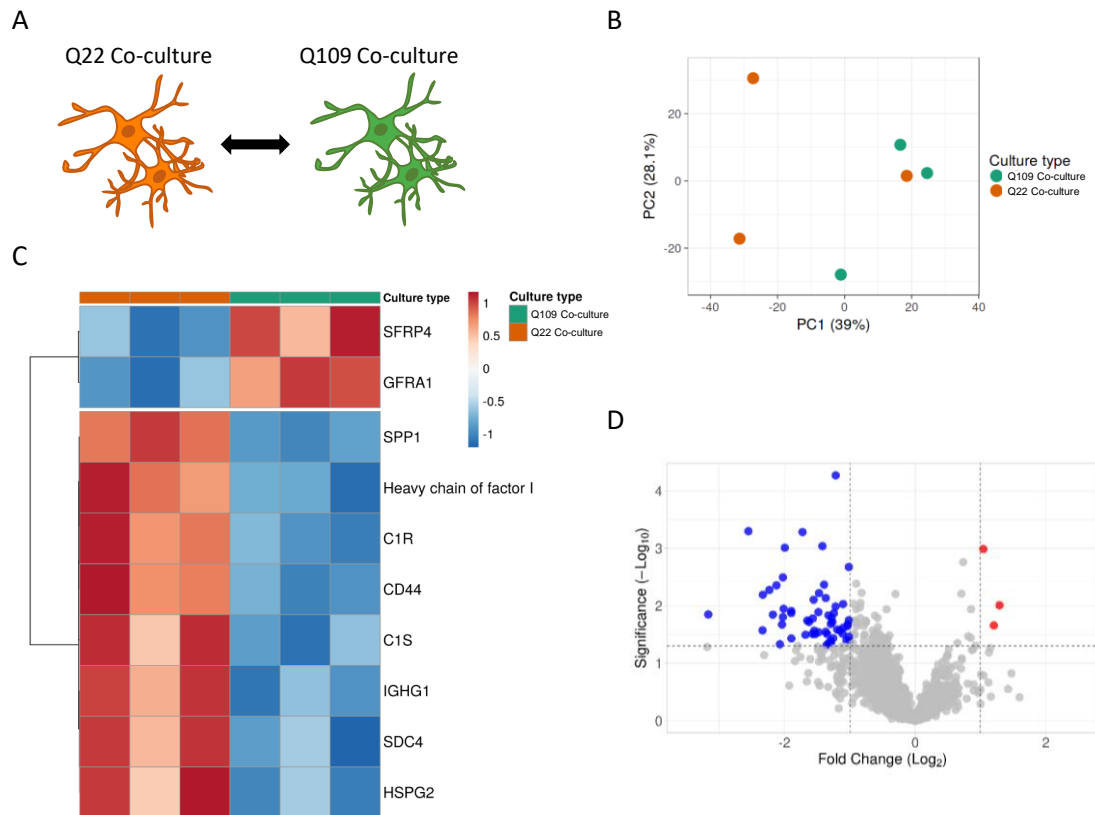 A
Q22 Co-culture
Q109 Co-culture
B
20
0
-20
-40
-20
0
20
40
PC2 (28.1%)
PC1 (39%)
Culture type
Q109 Co-culture
Q22 Co-culture
C
Culture type
SFRP4
GFRA1
SPP1
Heavy chain of factor I
C1R
CD44
C1S
IGHG1
SDC4
HSPG2
1
0.5
0
-0.5
-1
Culture type
Q109 Co-culture
Q22 Co-culture
D
4
3
2
1
0
-2
0
2
Significance (−Log₁₀)
Fold Change (Log₂)